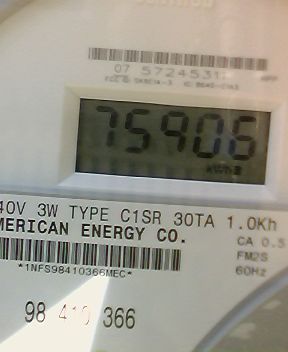 07 5724531
75906
kWh
40V 3W TYPE C1SR 30TA 1.0Kh
MERICAN ENERGY CO.
CA 0.5
*1NFS98410366MEC*
FM2S
60Hz
98 410 366